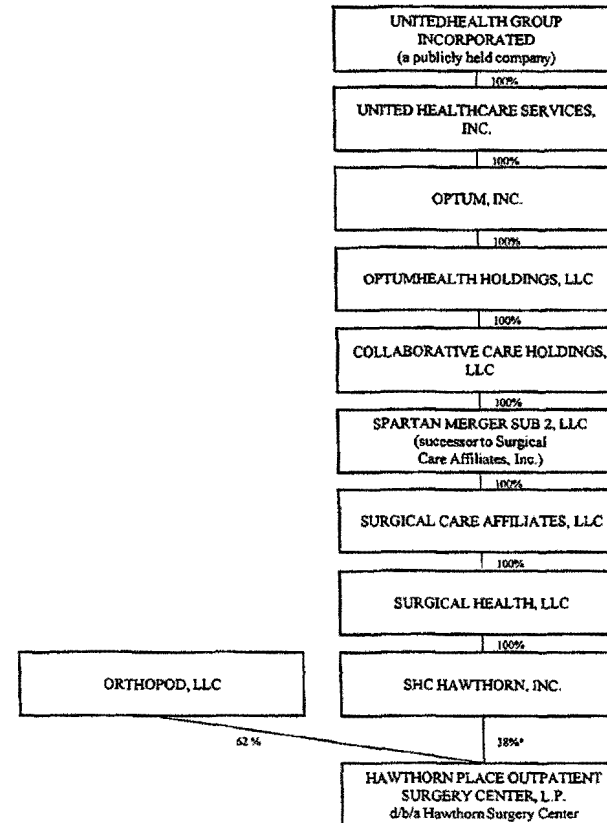 UNITEDHEALTH GROUP
INCORPORATED
(a publicly held company)
100%
UNITED HEALTHCARE SERVICES,
INC.
100%
OPTUM, INC.
100%
OPTUMHEALTH HOLDINGS, LLC
100%
COLLABORATIVE CARE HOLDINGS,
LLC
100%
SPARTAN MERGER SUB 2, LLC
(successor to Surgical
Care Affiliates, Inc.)
100%
SURGICAL CARE AFFILIATES, LLC
100%
SURGICAL HEALTH, LLC
100%
ORTHOPOD, LLC
SHC HAWTHORN, INC.
62 %
38%*
HAWTHORN PLACE OUTPATIENT
SURGERY CENTER, L.P.
d/b/a Hawthorn Surgery Center